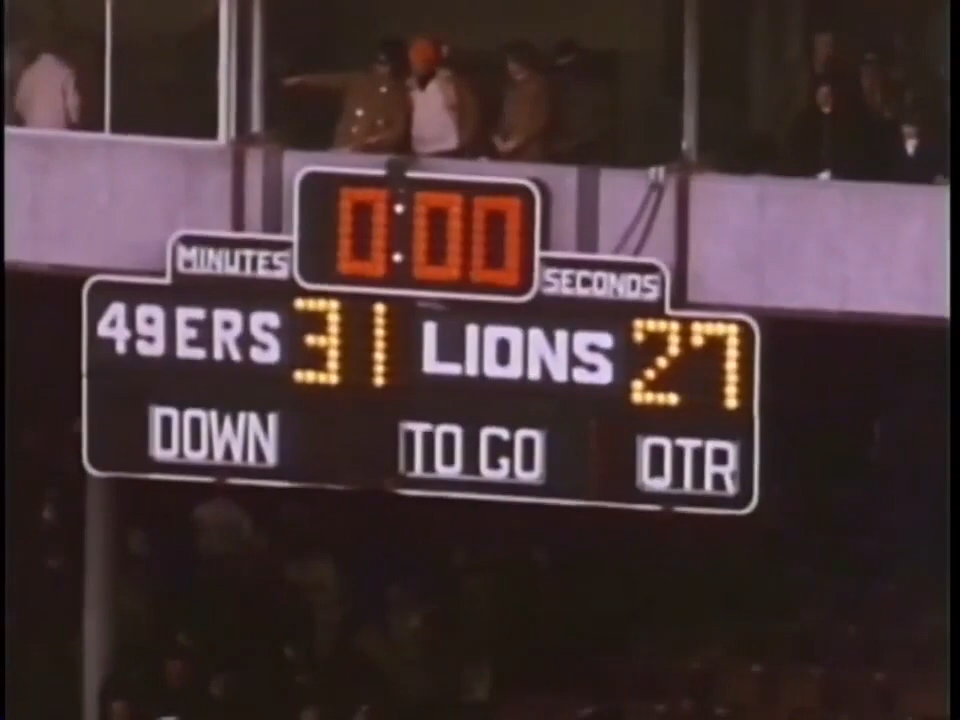 0:00
MINUTES SECONDS
49ERS 31 LIONS 27
DOWN TO GO QTR